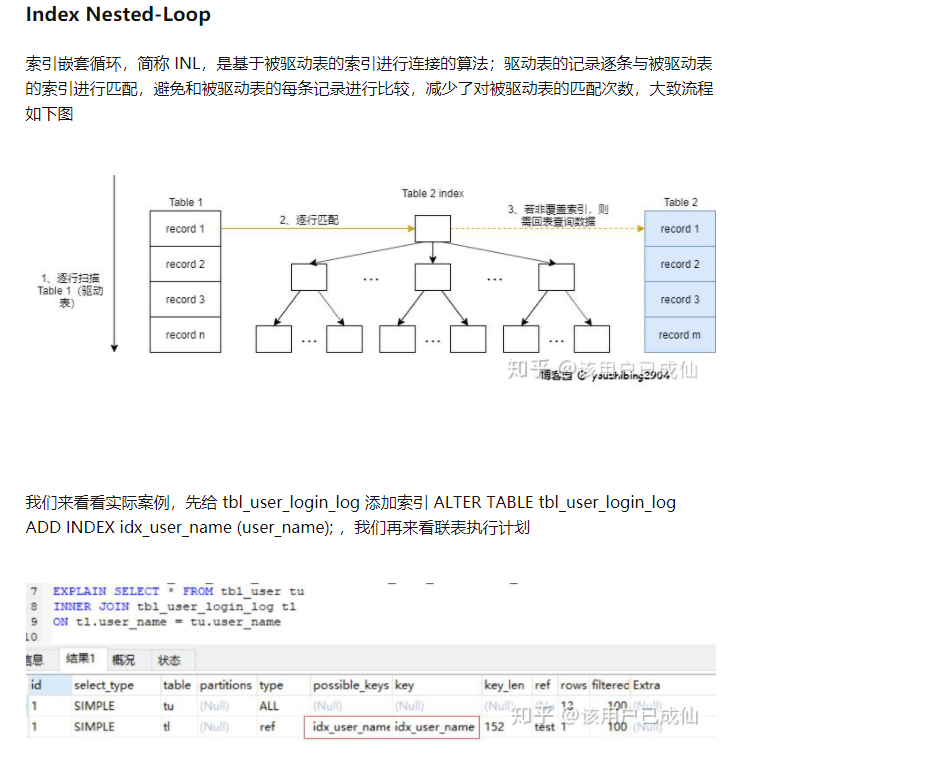 Index Nested-Loop
索引嵌套循环，简称 INL，是基于被驱动表的索引进行连接的算法；驱动表的记录逐条与被驱动表
的索引进行匹配，避免和被驱动表的每条记录进行比较，减少了对被驱动表的匹配次数，大致流程
如下图
Table 1
Table 2 index
Table 2
record 1
2、逐行匹配
3、若非覆盖索引，则
需回表查询数据
record 1
record 2
record 2
1、逐行扫描
Table 1（驱动
表）
record 3
record 3
record n
record m
... ...
... ... ...
知乎 @该用户已成仙
博客园 @ youzhibing2904
我们来看看实际案例，先给 tbl_user_login_log 添加索引 ALTER TABLE tbl_user_login_log
ADD INDEX idx_user_name (user_name); ，我们再来看联表执行计划
7 EXPLAIN SELECT * FROM tbl_user tu
8 INNER JOIN tbl_user_login_log tl
9 ON tl.user_name = tu.user_name
10
信息 结果1 概况 状态
id select_type table partitions type possible_keys key key_len ref rows filtered Extra
1 SIMPLE tu (Null) ALL (Null) (Null) (Null) 100 (Null)
1 SIMPLE tl (Null) ref idx_user_name idx_user_name 152 test 1 100 (Null)
知乎 @该用户已成仙